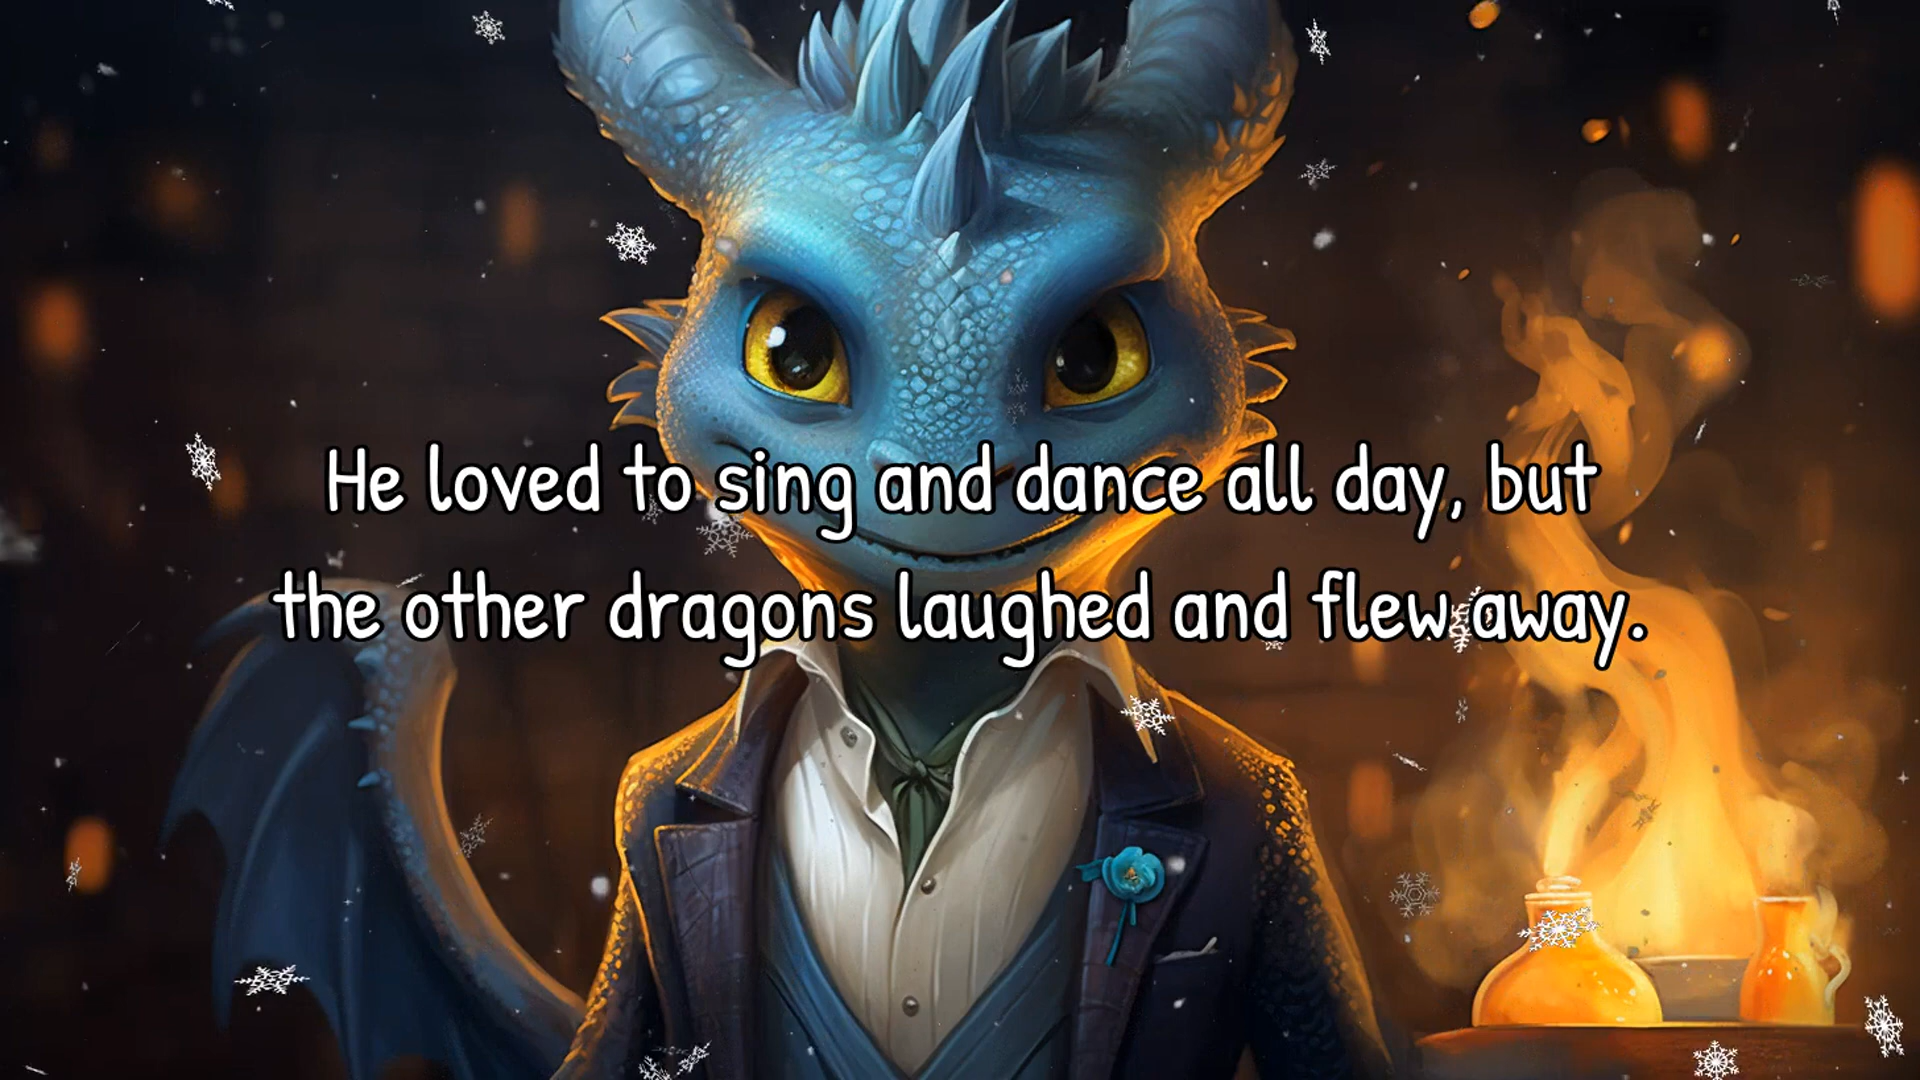 He loved to sing and dance all day, but
the other dragons laughed and flew away.